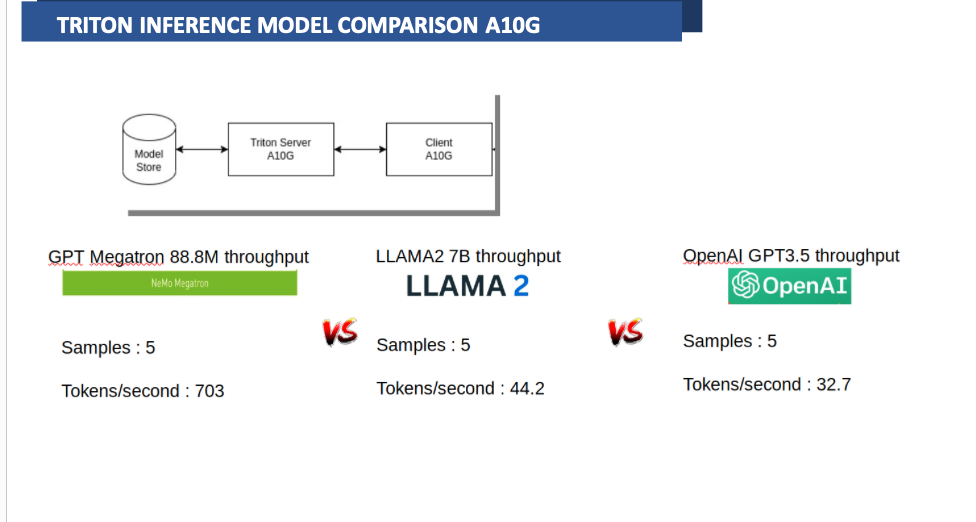 TRITON INFERENCE MODEL COMPARISON A10G
Model
Store
Triton Server
A10G
Client
A10G
GPT Megatron 88.8M throughput
NeMo Megatron
Samples : 5
Tokens/second : 703
VS
LLAMA2 7B throughput
LLAMA 2
Samples : 5
Tokens/second : 44.2
VS
OpenAI GPT3.5 throughput
OpenAI
Samples : 5
Tokens/second : 32.7